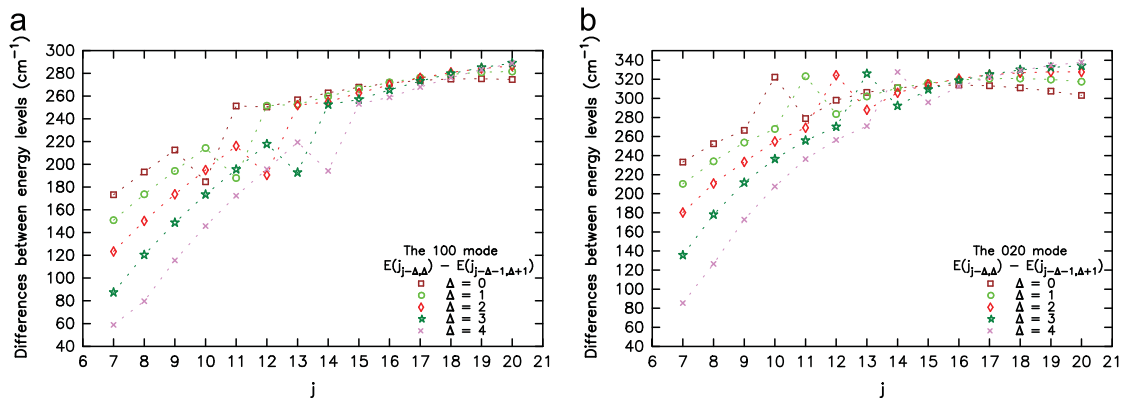 a
Differences between energy levels (cm⁻¹)
300
280
260
240
220
200
180
160
140
120
100
80
60
40
6 7 8 9 10 11 12 13 14 15 16 17 18 19 20 21
j
The 100 mode
E(j_{j-Δ,Δ}) - E(j_{j-Δ-1,Δ+1})
Δ = 0
Δ = 1
Δ = 2
Δ = 3
Δ = 4
b
Differences between energy levels (cm⁻¹)
340
320
300
280
260
240
220
200
180
160
140
120
100
80
60
40
6 7 8 9 10 11 12 13 14 15 16 17 18 19 20 21
j
The 020 mode
E(j_{j-Δ,Δ}) - E(j_{j-Δ-1,Δ+1})
Δ = 0
Δ = 1
Δ = 2
Δ = 3
Δ = 4